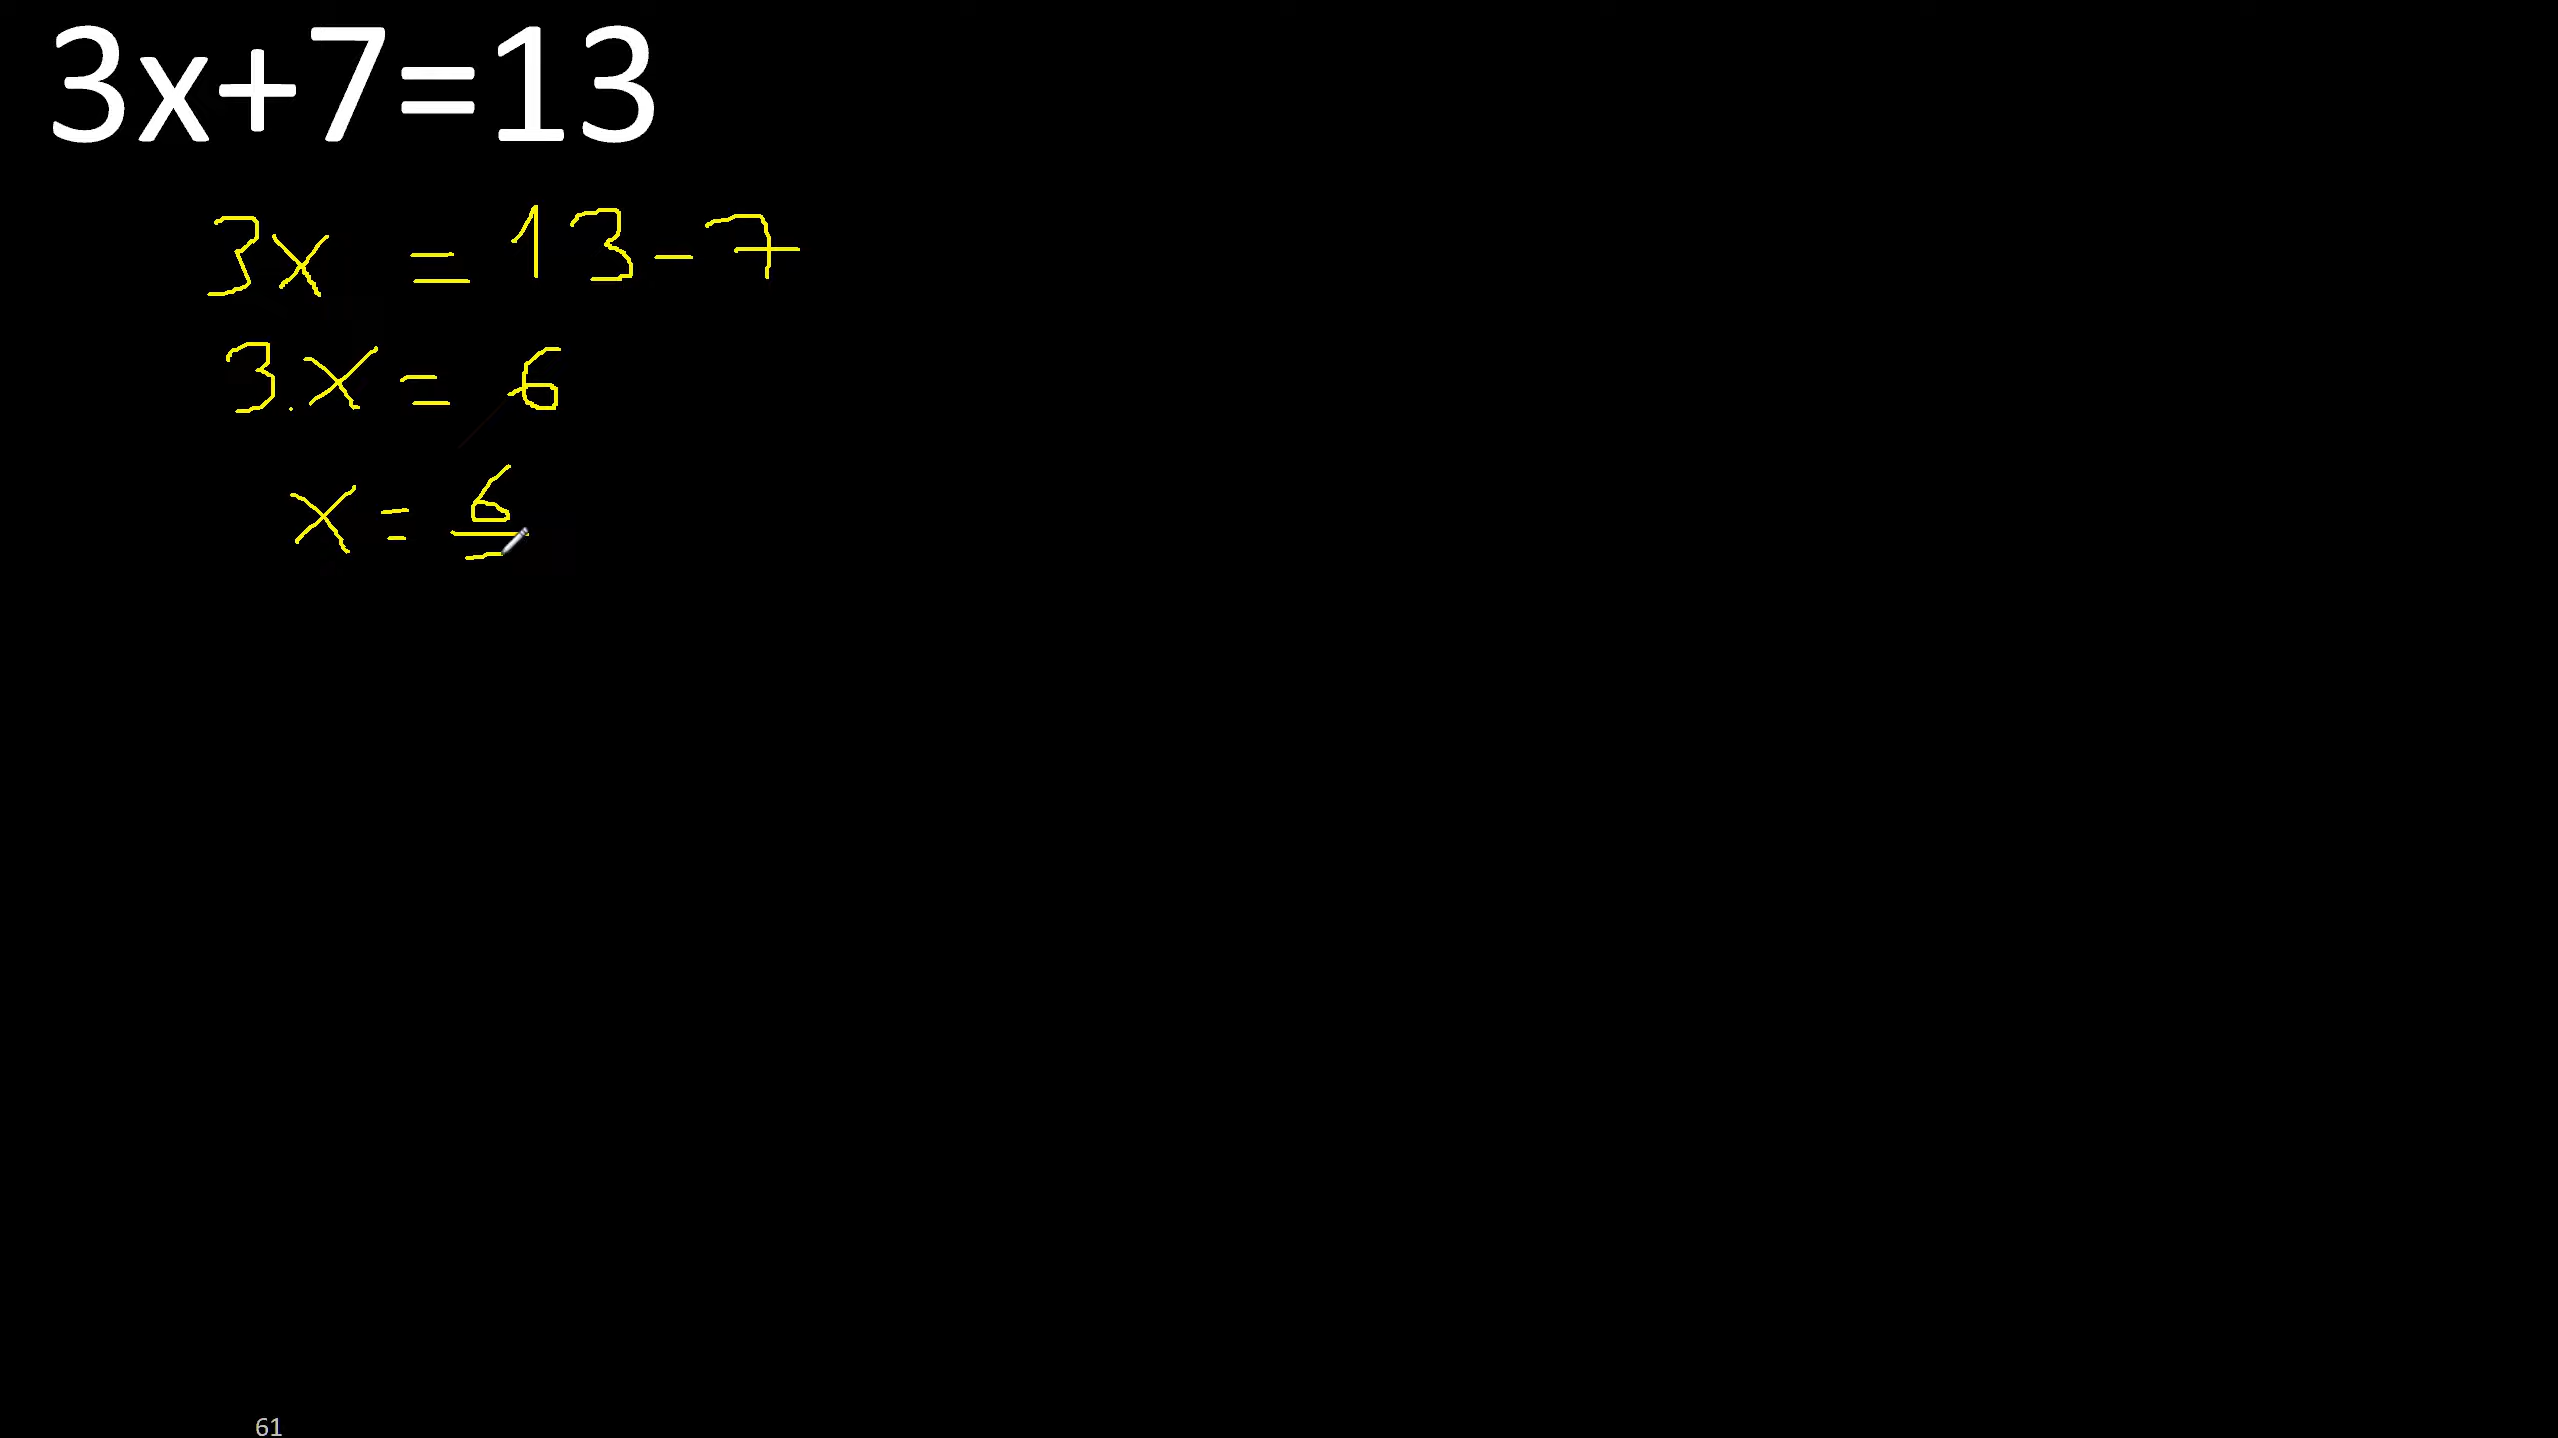 3x+7=13
3x = 13-7
3.x = 6
x = 6
61